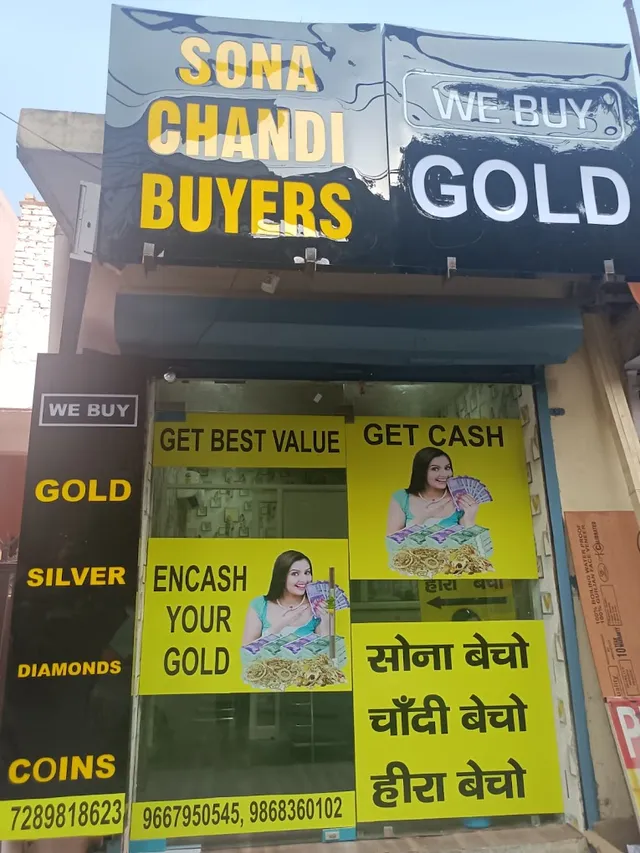 SONA
CHANDI
BUYERS
WE BUY
GOLD
WE BUY
GOLD
SILVER
DIAMONDS
COINS
7289818623
GET BEST VALUE
ENCASH
YOUR
GOLD
9667950545, 9868360102
GET CASH
हीरा बेचो
सोना बेचो
चाँदी बेचो
हीरा बेचो